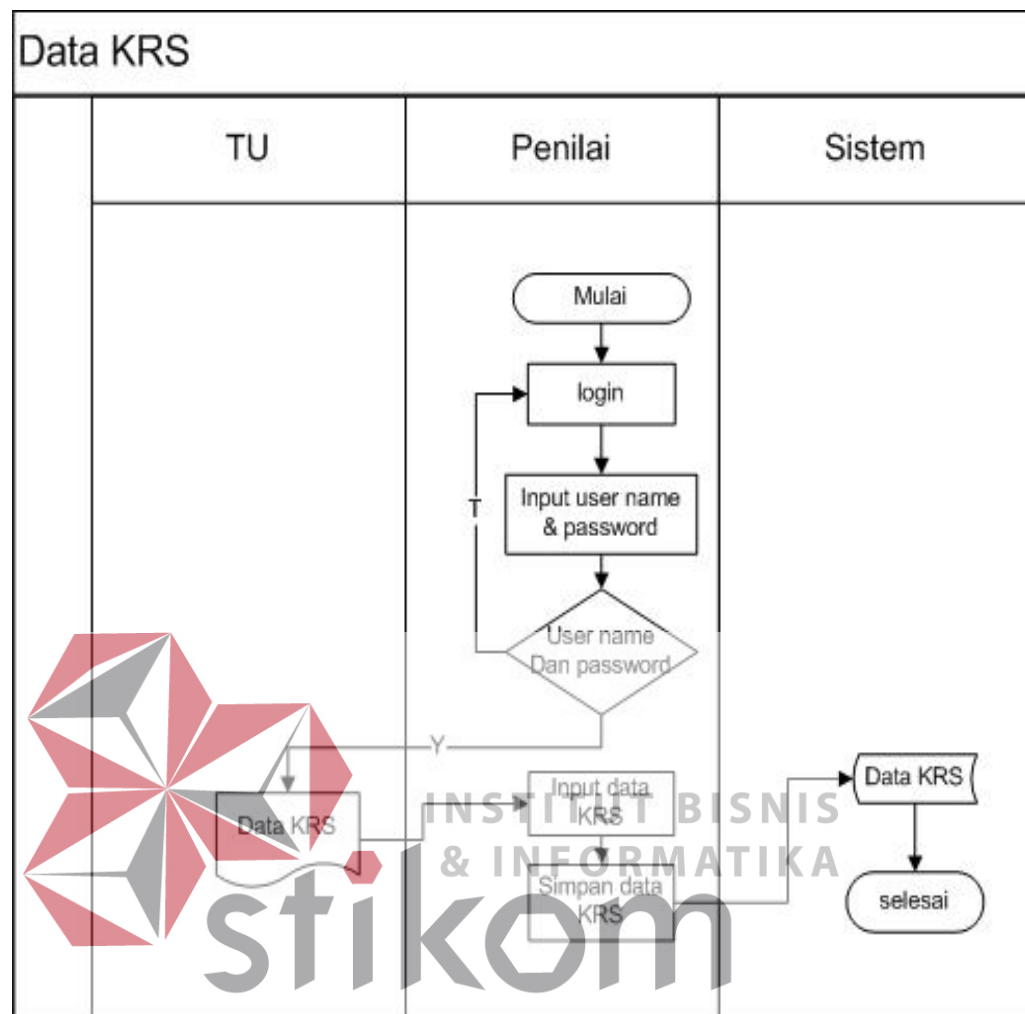 Data KRS
TU
Penilai
Sistem
Mulai
login
Input user name
& password
T
User name
Dan password
Y
Data KRS
Input data
KRS
Simpan data
KRS
Data KRS
selesai
INSTITUT BISNIS
& INFORMATIKA
stikom